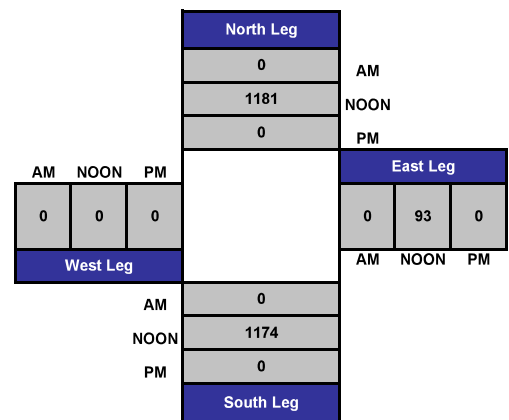 North Leg
0
AM
1181
NOON
0
PM
AM NOON PM
East Leg
0 0 0
0 93 0
West Leg
AM NOON PM
AM
0
NOON
1174
PM
0
South Leg